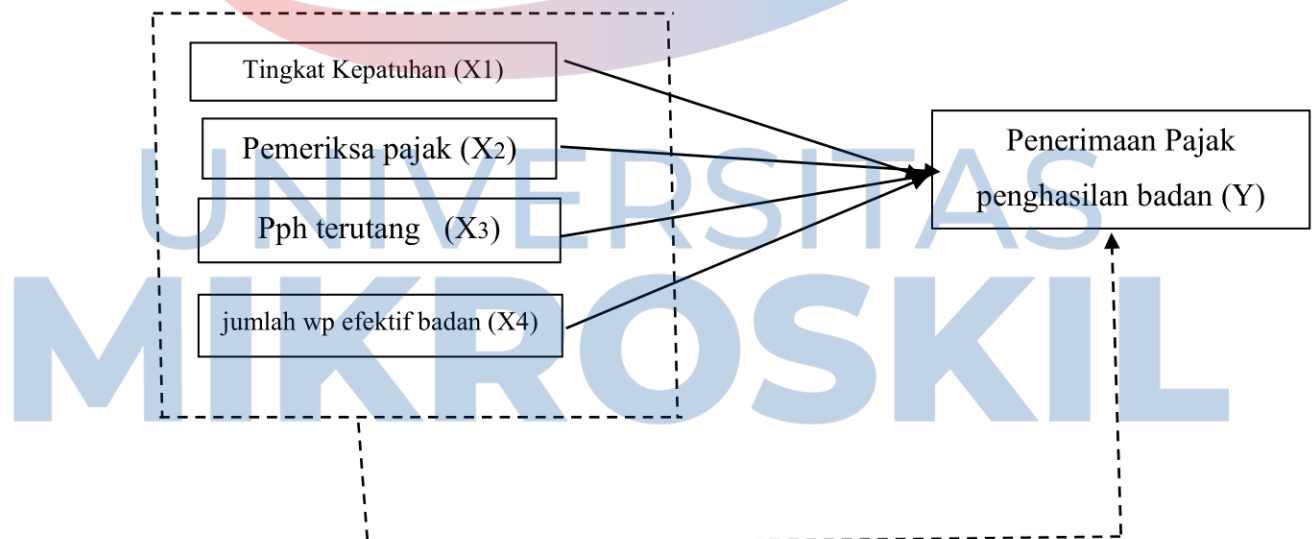 Tingkat Kepatuhan (X1)
Pemeriksa pajak (X2)
Pph terutang (X3)
jumlah wp efektif badan (X4)
Penerimaan Pajak
penghasilan badan (Y)
UNIVERSITAS
MIKROSKIL